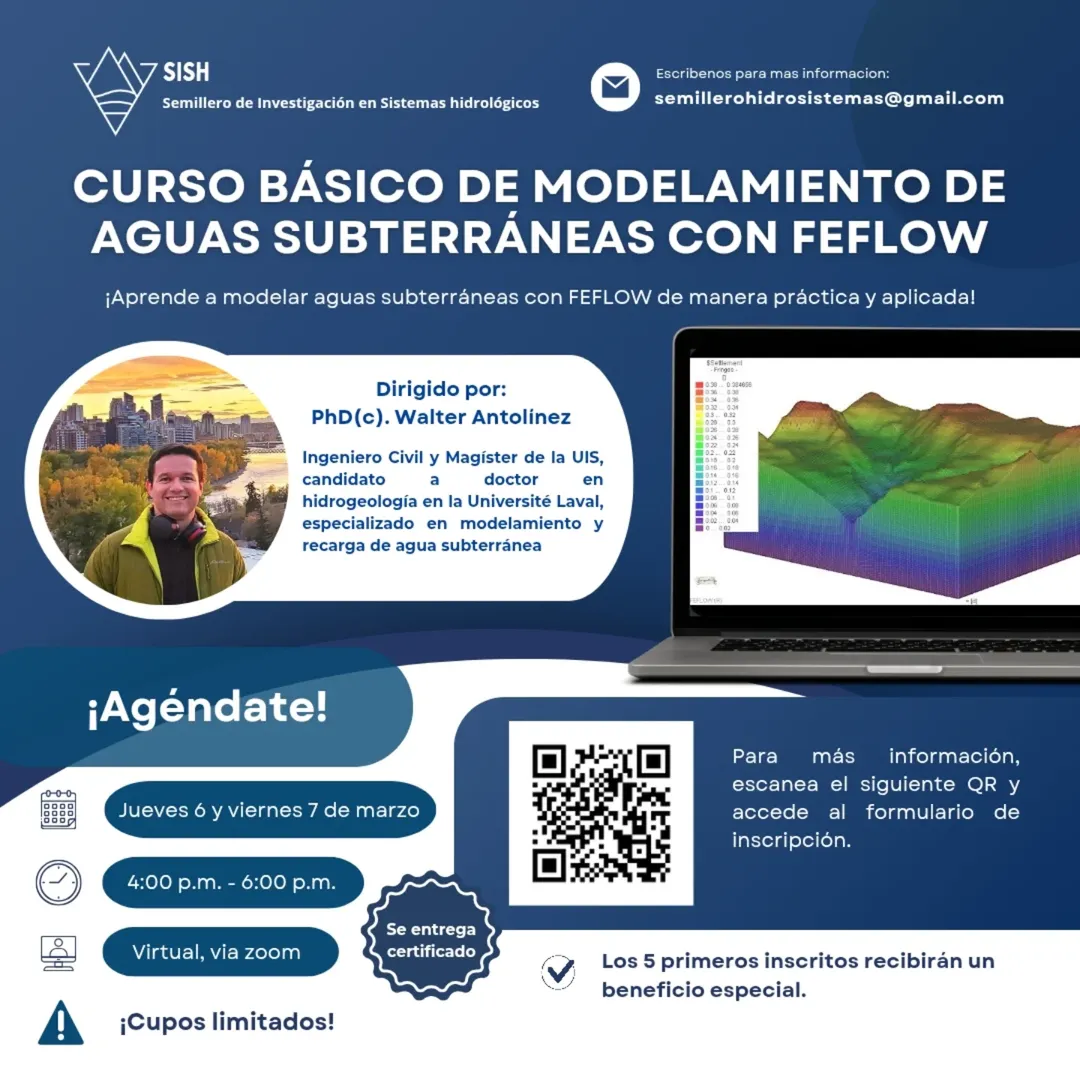 SISH
Semillero de Investigación en Sistemas hidrológicos
Escribenos para mas informacion:
semillerohidrosistemas@gmail.com
CURSO BÁSICO DE MODELAMIENTO DE
AGUAS SUBTERRÁNEAS CON FEFLOW
¡Aprende a modelar aguas subterráneas con FEFLOW de manera práctica y aplicada!
Dirigido por:
PhD(c). Walter Antolínez
Ingeniero Civil y Magíster de la UIS,
candidato a doctor en
hidrogeología en la Université Laval,
especializado en modelamiento y
recarga de agua subterránea
- Fringes -
¡Agéndate!
Jueves 6 y viernes 7 de marzo
4:00 p.m. - 6:00 p.m.
Virtual, via zoom
¡Cupos limitados!
Se entrega
certificado
Para más información,
escanea el siguiente QR y
accede al formulario de
inscripción.
Los 5 primeros inscritos recibirán un
beneficio especial.